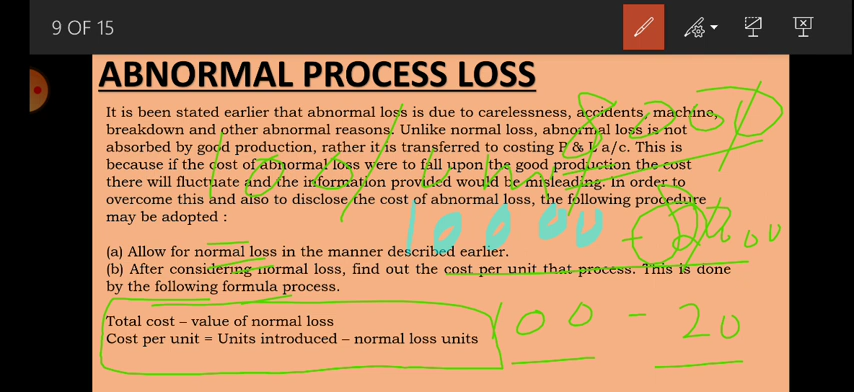 9 OF 15
ABNORMAL PROCESS LOSS
It is been stated earlier that abnormal loss is due to carelessness, accidents, machine,
breakdown and other abnormal reasons. Unlike normal loss, abnormal loss is not
absorbed by good production, rather it is transferred to costing P & L a/c. This is
because if the cost of abnormal loss were to fall upon the good production the cost
there will fluctuate and the information provided would be misleading. In order to
overcome this and also to disclose the cost of abnormal loss, the following procedure
may be adopted :
(a) Allow for normal loss in the manner described earlier.
(b) After considering normal loss, find out the cost per unit that process. This is done
by the following formula process.
Total cost – value of normal loss
Cost per unit = Units introduced – normal loss units
10000
100 - 20